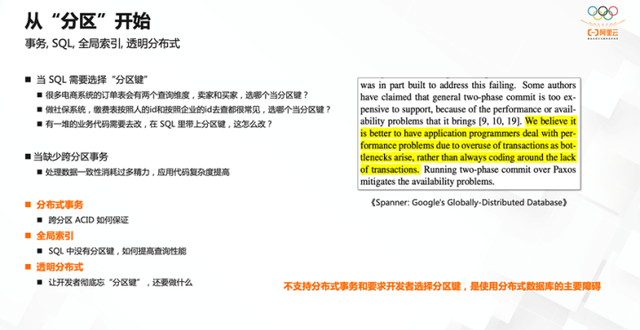 从“分区”开始
事务, SQL, 全局索引, 透明分布式
阿里云
当 SQL 需要选择“分区键”
很多电商系统的订单表会有两个查询维度，卖家和买家，选哪个当分区键？
做社保系统，缴费表按照人的id和按照企业的id去查都很常见，选哪个当分区键？
有一堆的业务代码需要去改，在 SQL 里带上分区键，这怎么改？
当缺少跨分区事务
处理数据一致性消耗过多精力，应用代码复杂度提高
分布式事务
跨分区 ACID 如何保证
全局索引
SQL 中没有分区键，如何提高查询性能
透明分布式
让开发者彻底忘“分区键”，还要做什么
was in part built to address this failing. Some authors
have claimed that general two-phase commit is too ex-
pensive to support, because of the performance or avail-
ability problems that it brings [9, 10, 19]. We believe it
is better to have application programmers deal with per-
formance problems due to overuse of transactions as bot-
tlenecks arise, rather than always coding around the lack
of transactions. Running two-phase commit over Paxos
mitigates the availability problems.
《Spanner: Google's Globally-Distributed Database》
不支持分布式事务和要求开发者选择分区键，是使用分布式数据库的主要障碍